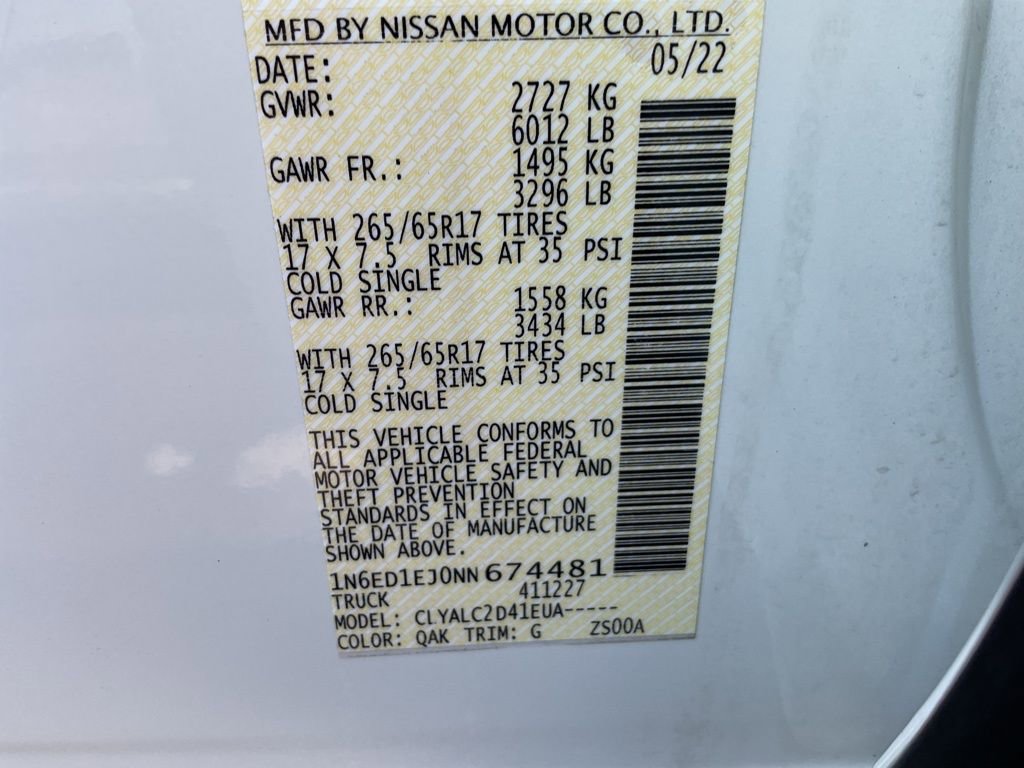 MFD BY NISSAN MOTOR CO., LTD.
DATE: 05/22
GVWR: 2727 KG
6012 LB
GAWR FR.: 1495 KG
3296 LB
WITH 265/65R17 TIRES
17 X 7.5 RIMS AT 35 PSI
COLD SINGLE
GAWR RR.: 1558 KG
3434 LB
WITH 265/65R17 TIRES
17 X 7.5 RIMS AT 35 PSI
COLD SINGLE
THIS VEHICLE CONFORMS TO
ALL APPLICABLE FEDERAL
MOTOR VEHICLE SAFETY AND
THEFT PREVENTION
STANDARDS IN EFFECT ON
THE DATE OF MANUFACTURE
SHOWN ABOVE.
1N6ED1EJ0NN674481
TRUCK 411227
MODEL: CLYALC2D41EUA-----
COLOR: QAK TRIM: G ZS00A